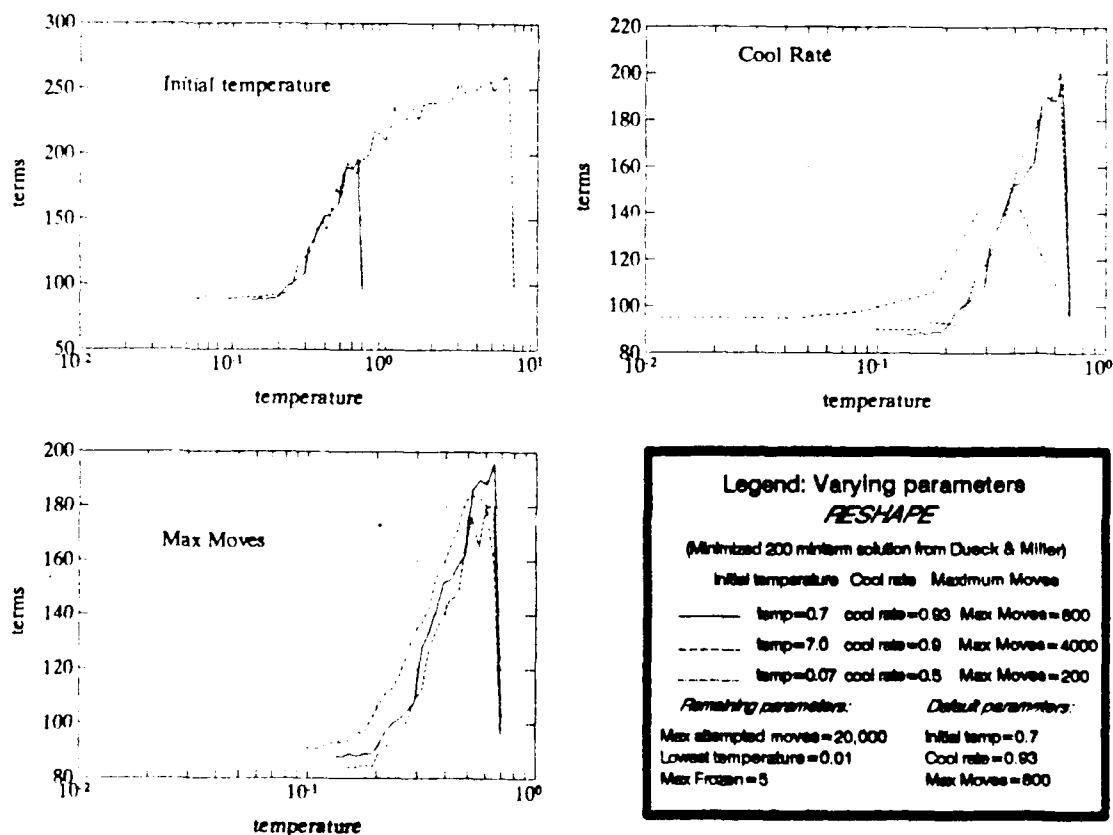 300
250
200
150
100
50
terms
Initial temperature
10-2
10-1
100
101
temperature
220
200
180
160
140
120
100
80
terms
Cool Rate
10-2
10-1
100
temperature
200
180
160
140
120
100
80
terms
Max Moves
10-2
10-1
100
temperature
Legend: Varying parameters
RESHAPE
(Minimized 200 minterm solution from Dueck & Miller)
Initial temperature Cool rate Maximum Moves
temp=0.7 cool rate=0.93 Max Moves=800
temp=7.0 cool rate=0.9 Max Moves=4000
temp=0.07 cool rate=0.5 Max Moves=200
Remaining parameters: Default parameters:
Max attempted moves=20,000 Initial temp=0.7
Lowest temperature=0.01 Cool rate=0.93
Max Frozen=5 Max Moves=800